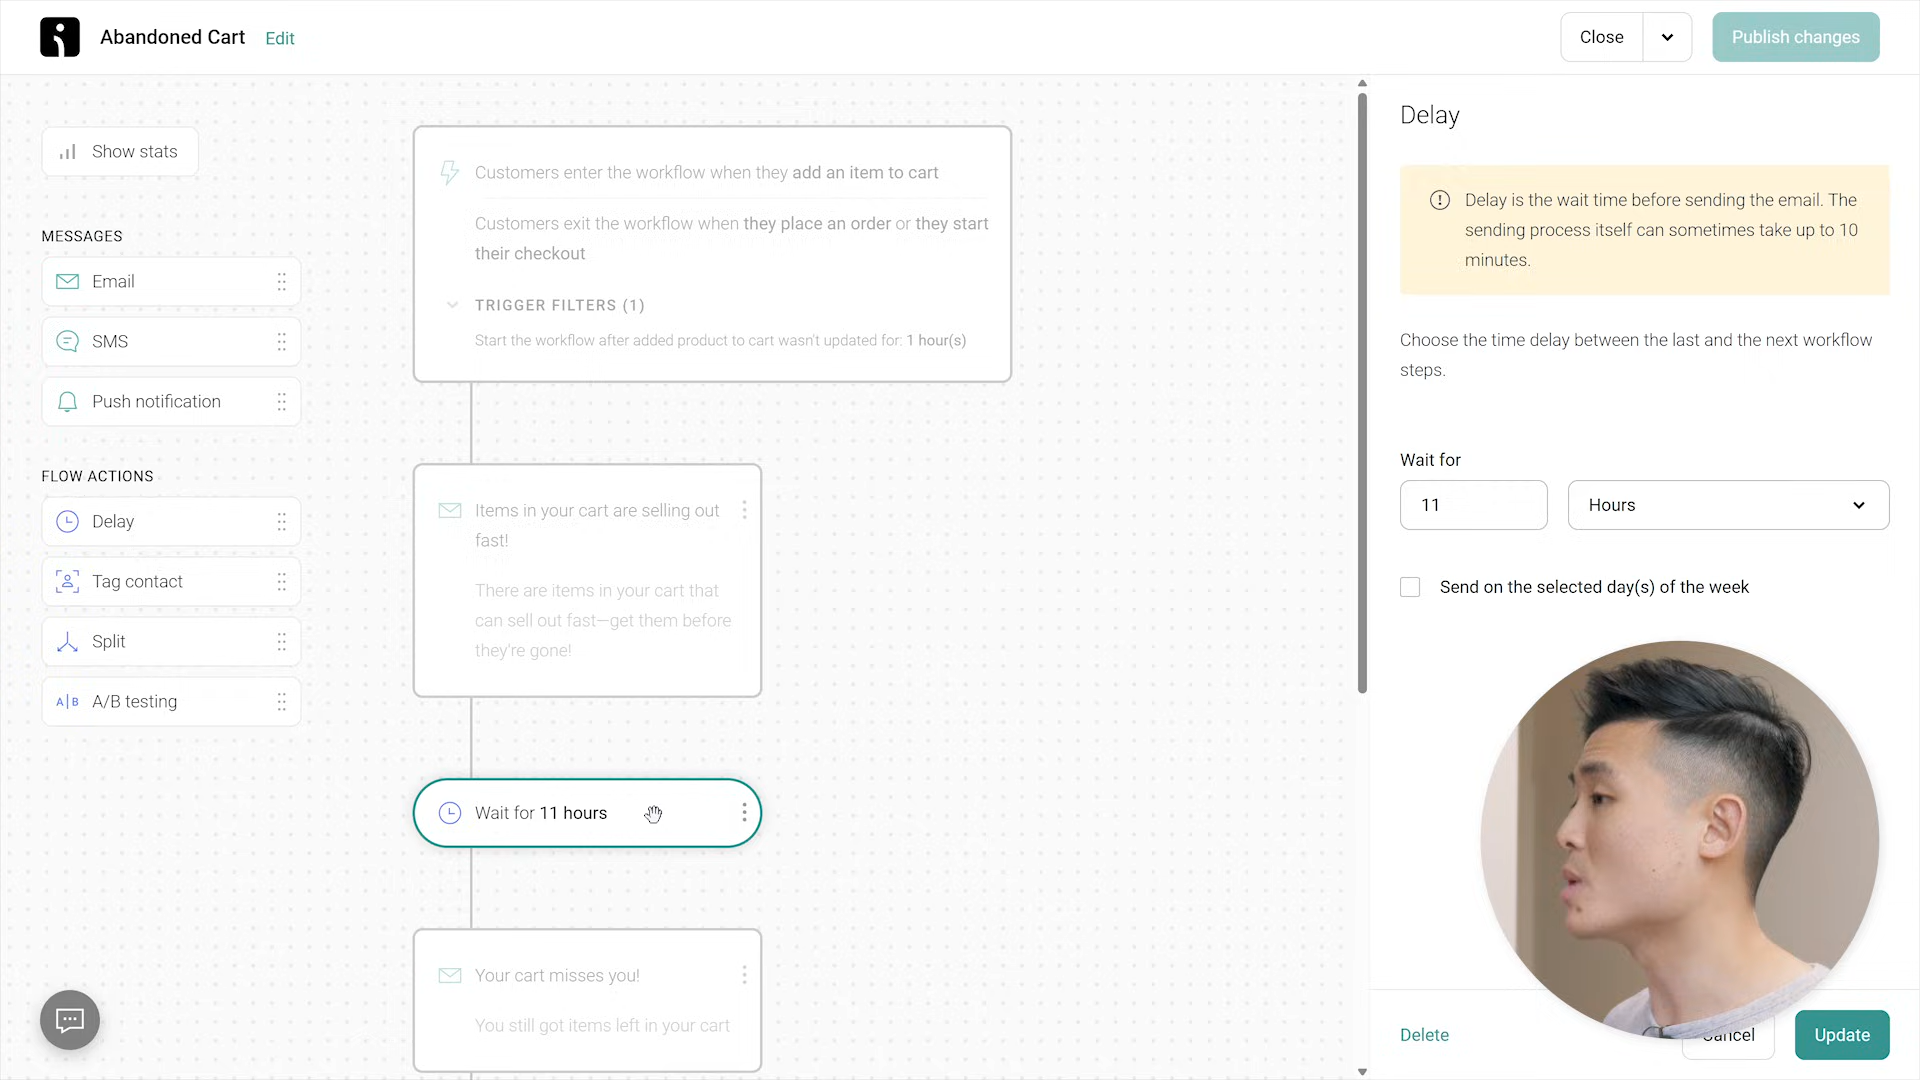 Abandoned Cart Edit
Close
Publish changes
Show stats
MESSAGES
Email
SMS
Push notification
FLOW ACTIONS
Delay
Tag contact
Split
A|B A/B testing
Customers enter the workflow when they add an item to cart
Customers exit the workflow when they place an order or they start
their checkout
TRIGGER FILTERS (1)
Start the workflow after added product to cart wasn't updated for: 1 hour(s)
Items in your cart are selling out
fast!
There are items in your cart that
can sell out fast—get them before
they're gone!
Wait for 11 hours
Your cart misses you!
You still got items left in your cart
Delay
Delay is the wait time before sending the email. The
sending process itself can sometimes take up to 10
minutes.
Choose the time delay between the last and the next workflow
steps.
Wait for
11
Hours
Send on the selected day(s) of the week
Delete
Update